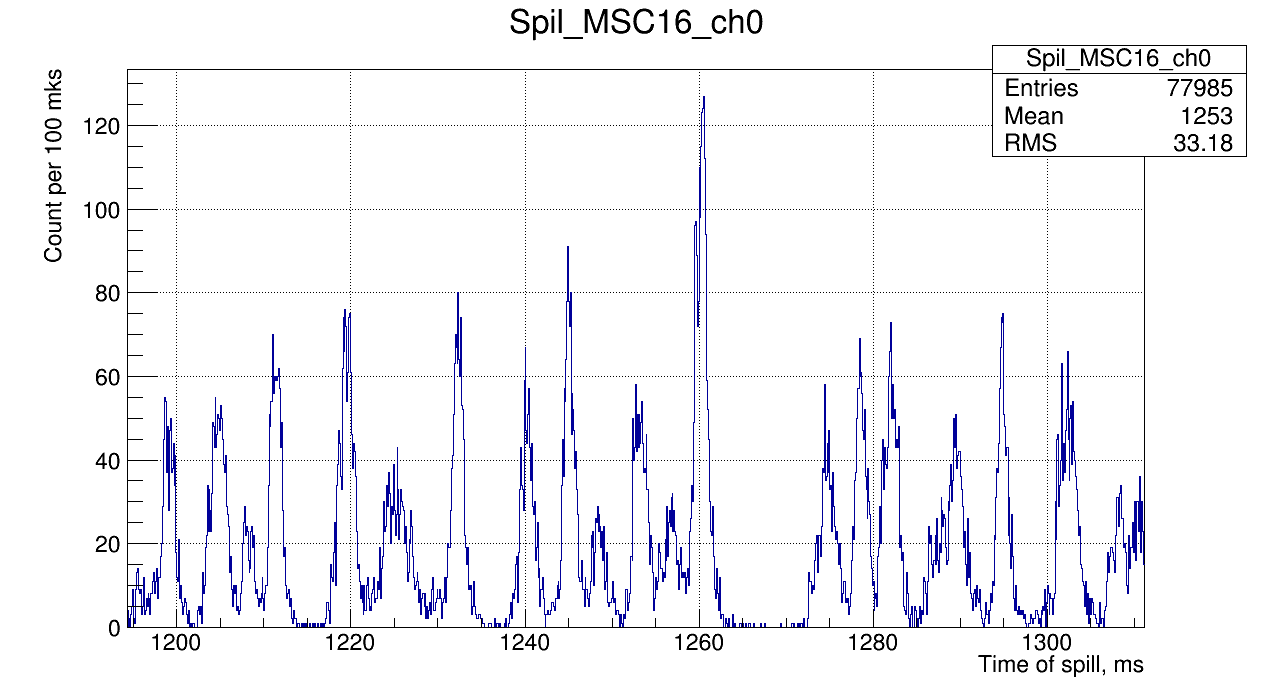 Spil_MSC16_ch0
Spil_MSC16_ch0
Entries 77985
Mean 1253
RMS 33.18
Count per 100 mks
120
100
80
60
40
20
0
1200 1220 1240 1260 1280 1300
Time of spill, ms